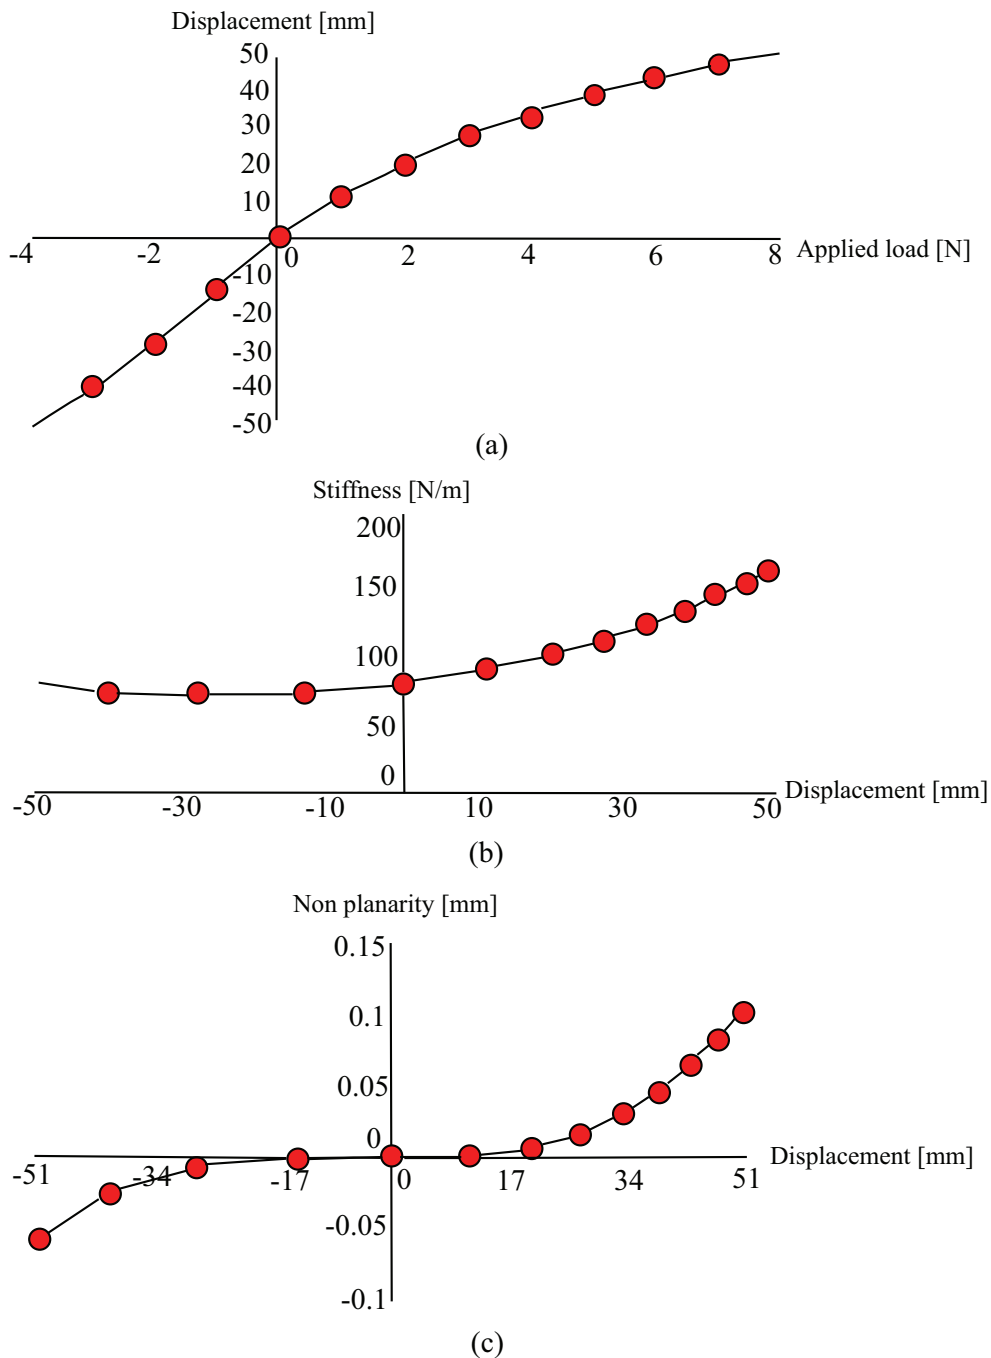 Displacement [mm]
50
40
30
20
10
-4 -2 0 2 4 6 8 Applied load [N]
-10
-20
-30
-40
-50
(a)
Stiffness [N/m]
200
150
100
50
0
-50 -30 -10 10 30 50 Displacement [mm]
(b)
Non planarity [mm]
0.15
0.1
0.05
0
-51 -34 -17 0 17 34 51 Displacement [mm]
-0.05
-0.1
(c)